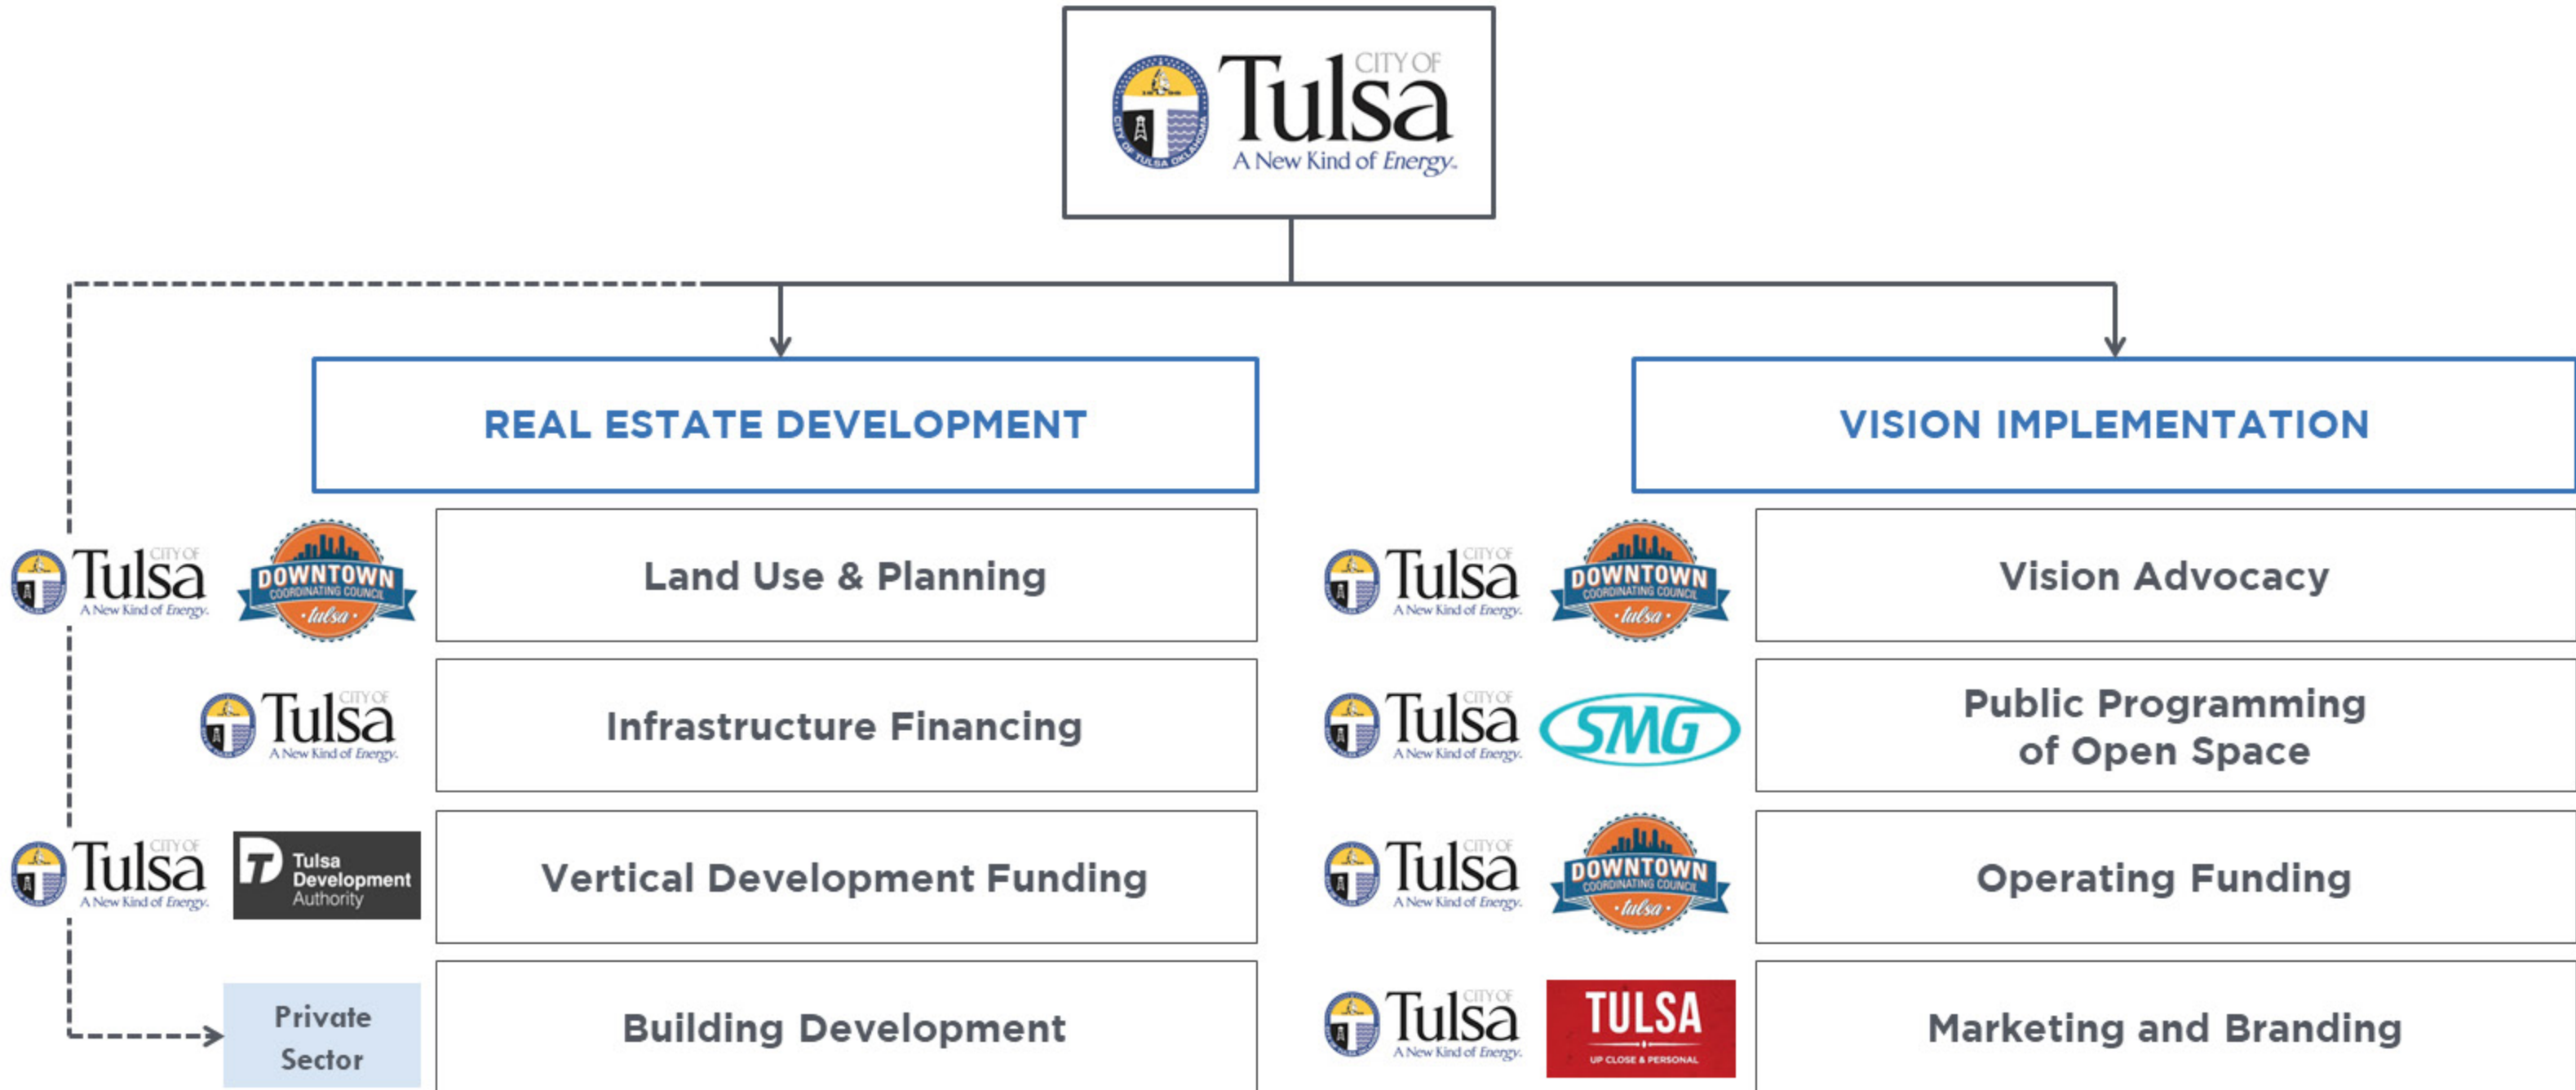 CITY OF
Tulsa
A New Kind of Energy.
CITY OF TULSA OKLAHOMA
REAL ESTATE DEVELOPMENT
VISION IMPLEMENTATION
CITY OF
Tulsa
A New Kind of Energy.
DOWNTOWN
COORDINATING COUNCIL
tulsa
Land Use & Planning
CITY OF
Tulsa
A New Kind of Energy.
DOWNTOWN
COORDINATING COUNCIL
tulsa
Vision Advocacy
CITY OF
Tulsa
A New Kind of Energy.
Infrastructure Financing
CITY OF
Tulsa
A New Kind of Energy.
SMG
Public Programming
of Open Space
CITY OF
Tulsa
A New Kind of Energy.
Tulsa
Development
Authority
Vertical Development Funding
CITY OF
Tulsa
A New Kind of Energy.
DOWNTOWN
COORDINATING COUNCIL
tulsa
Operating Funding
Private
Sector
Building Development
CITY OF
Tulsa
A New Kind of Energy.
TULSA
UP CLOSE & PERSONAL
Marketing and Branding